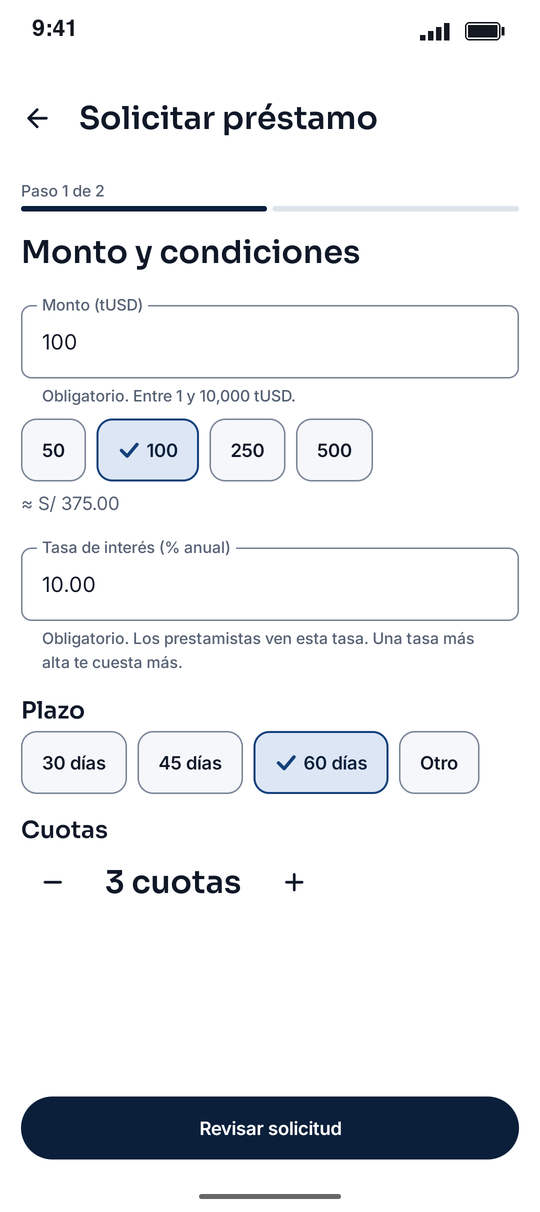 9:41
Solicitar préstamo
Paso 1 de 2
Monto y condiciones
Monto (tUSD)
100
Obligatorio. Entre 1 y 10,000 tUSD.
50
100
250
500
≈ S/ 375.00
Tasa de interés (% anual)
10.00
Obligatorio. Los prestamistas ven esta tasa. Una tasa más
alta te cuesta más.
Plazo
30 días
45 días
60 días
Otro
Cuotas
− 3 cuotas +
Revisar solicitud